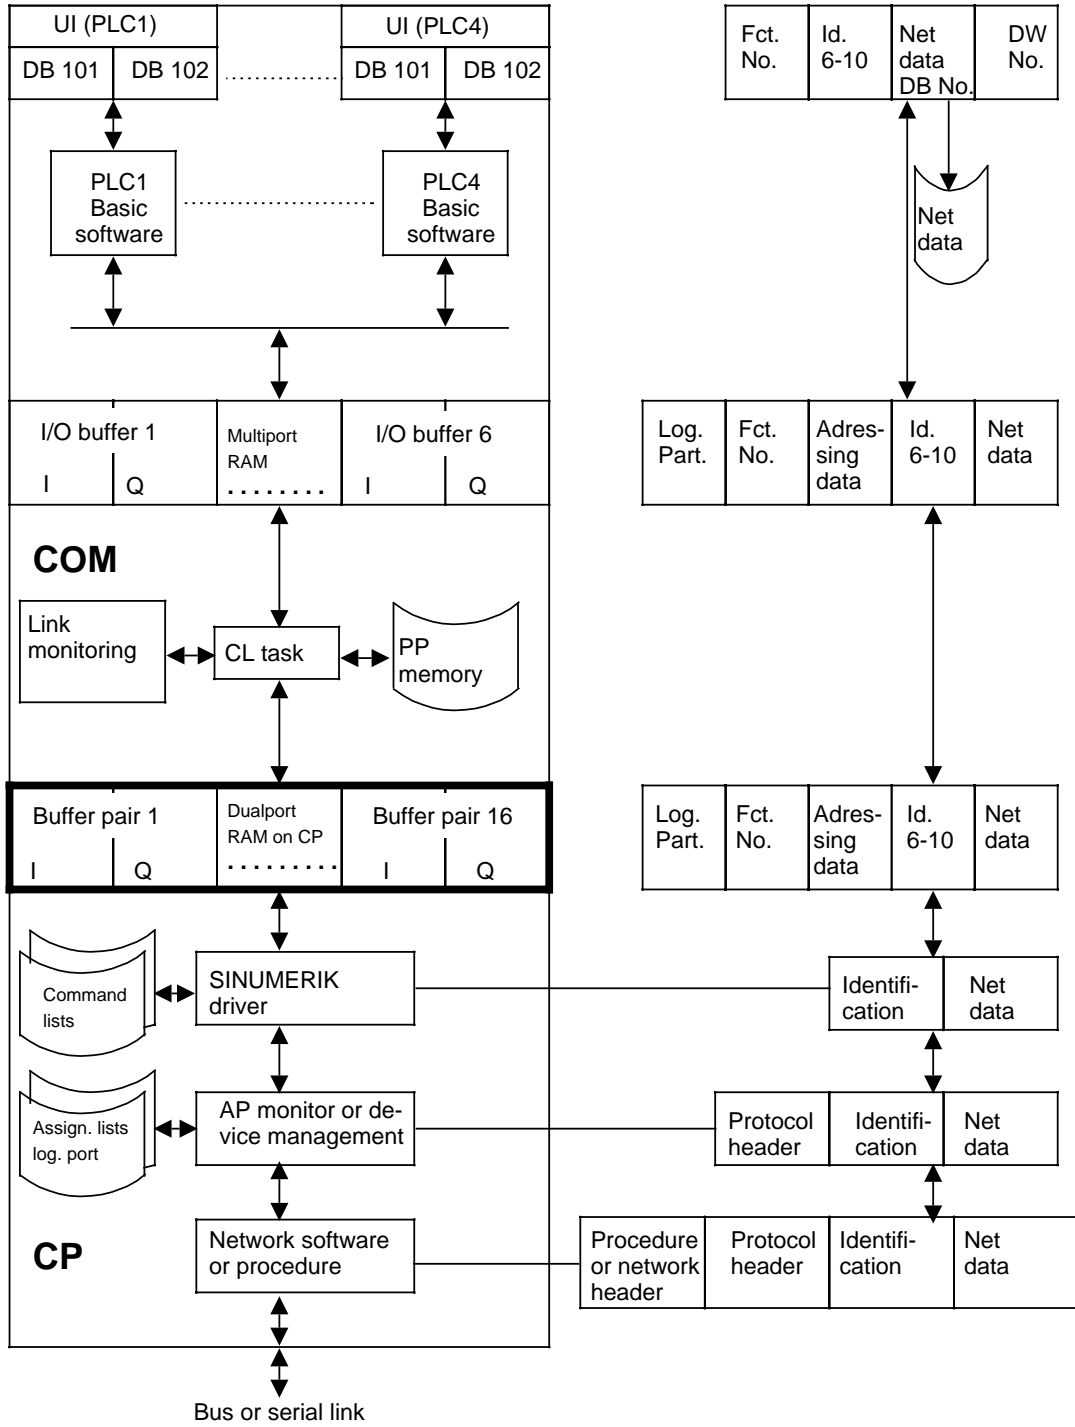 UI (PLC1)
UI (PLC4)
DB 101
DB 102
DB 101
DB 102
Fct.
No.
Id.
6-10
Net
data
DB No.
DW
No.
PLC1
Basic
software
PLC4
Basic
software
Net
data
I/O buffer 1
I
Q
Multiport
RAM
I/O buffer 6
I
Q
Log.
Part.
Fct.
No.
Adres-
sing
data
Id.
6-10
Net
data
COM
Link
monitoring
CL task
PP
memory
Buffer pair 1
I
Q
Dualport
RAM on CP
Buffer pair 16
I
Q
Log.
Part.
Fct.
No.
Adres-
sing
data
Id.
6-10
Net
data
Command
lists
SINUMERIK
driver
Identifi-
cation
Net
data
Assign. lists
log. port
AP monitor or de-
vice management
Protocol
header
Identifi-
cation
Net
data
CP
Network software
or procedure
Procedure
or network
header
Protocol
header
Identifi-
cation
Net
data
Bus or serial link